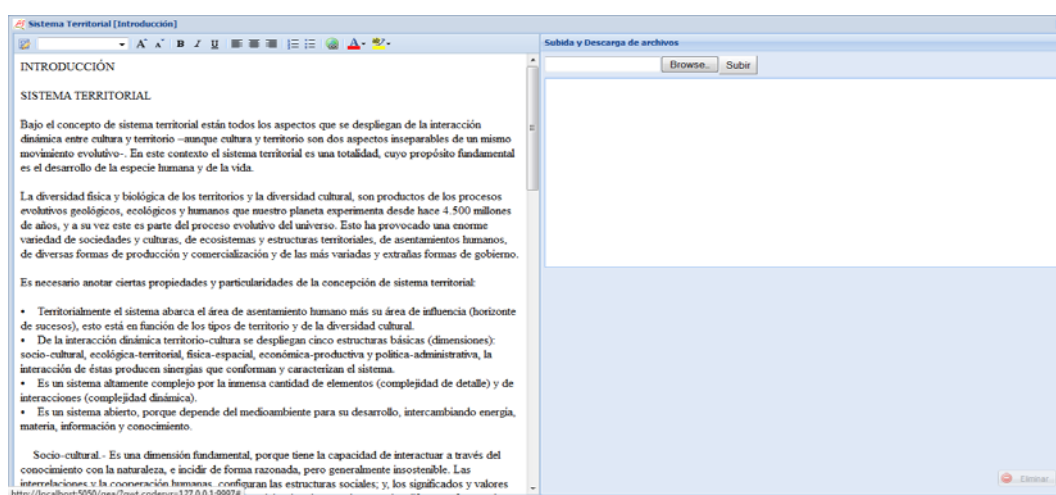 Sistema Territorial [Introducción]
Subida y Descarga de archivos
Browse..
Subir
INTRODUCCIÓN
SISTEMA TERRITORIAL
Bajo el concepto de sistema territorial están todos los aspectos que se despliegan de la interacción
dinámica entre cultura y territorio –aunque cultura y territorio son dos aspectos inseparables de un mismo
movimiento evolutivo-. En este contexto el sistema territorial es una totalidad, cuyo propósito fundamental
es el desarrollo de la especie humana y de la vida.
La diversidad física y biológica de los territorios y la diversidad cultural, son productos de los procesos
evolutivos geológicos, ecológicos y humanos que nuestro planeta experimenta desde hace 4.500 millones
de años, y a su vez este es parte del proceso evolutivo del universo. Esto ha provocado una enorme
variedad de sociedades y culturas, de ecosistemas y estructuras territoriales, de asentamientos humanos,
de diversas formas de producción y comercialización y de las más variadas y extrañas formas de gobierno.
Es necesario anotar ciertas propiedades y particularidades de la concepción de sistema territorial:
• Territorialmente el sistema abarca el área de asentamiento humano más su área de influencia (horizonte
de sucesos), esto está en función de los tipos de territorio y de la diversidad cultural.
• De la interacción dinámica territorio-cultura se despliegan cinco estructuras básicas (dimensiones):
socio-cultural, ecológica-territorial, física-espacial, económica-productiva y política-administrativa, la
interacción de éstas producen sinergias que conforman y caracterizan el sistema.
• Es un sistema altamente complejo por la inmensa cantidad de elementos (complejidad de detalle) y de
interacciones (complejidad dinámica).
• Es un sistema abierto, porque depende del medioambiente para su desarrollo, intercambiando energía,
materia, información y conocimiento.
Socio-cultural.- Es una dimensión fundamental, porque tiene la capacidad de interactuar a través del
conocimiento con la naturaleza, e incidir de forma razonada, pero generalmente insostenible. Las
interrelaciones y la cooperación humanas, configuran las estructuras sociales; y, los significados y valores
Eliminar